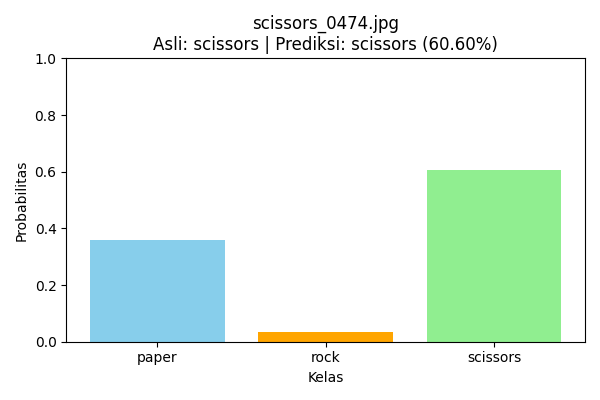 scissors_0474.jpg
Asli: scissors | Prediksi: scissors (60.60%)
1.0
0.8
0.6
0.4
0.2
0.0
Probabilitas
paper rock scissors
Kelas